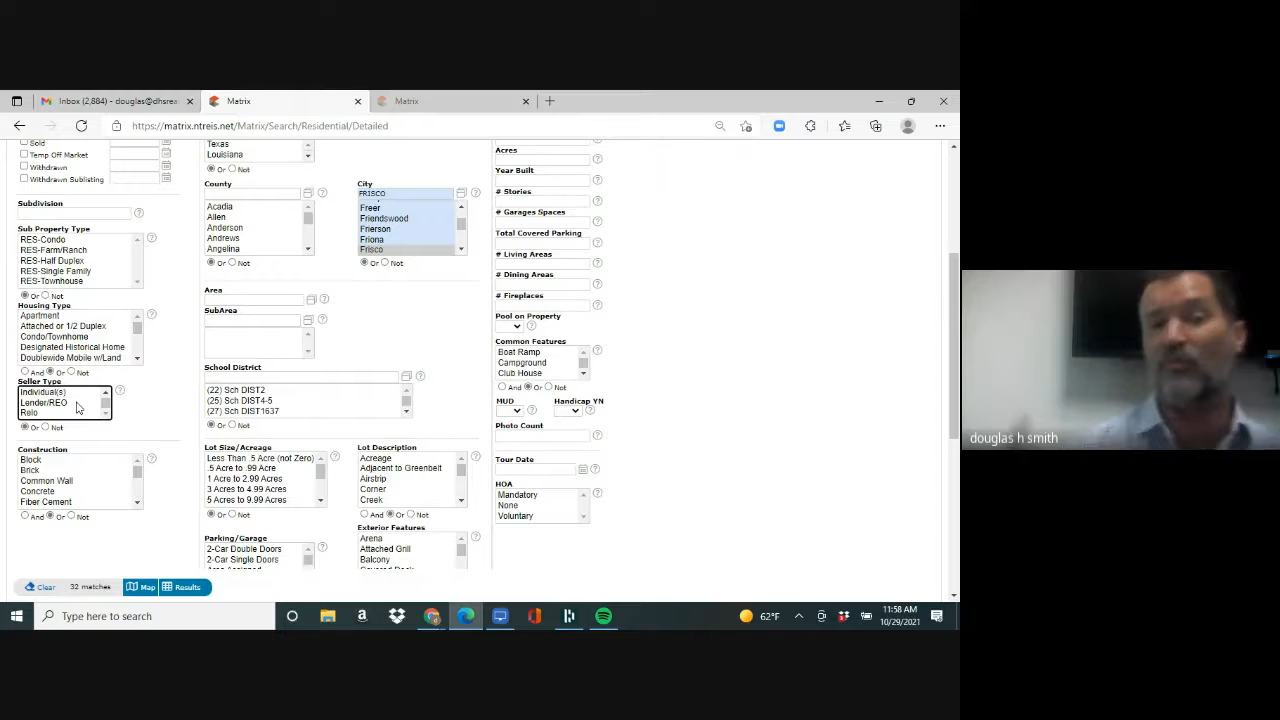 Inbox (2,884) - douglas@dhsrea
Matrix
Matrix
https://matrix.ntreis.net/Matrix/Search/Residential/Detailed
Sold
Temp Off Market
Withdrawn
Withdrawn Sublisting
Subdivision
Sub Property Type
RES-Condo
RES-Farm/Ranch
RES-Half Duplex
RES-Single Family
RES-Townhouse
Or Not
Housing Type
Apartment
Attached or 1/2 Duplex
Condo/Townhome
Designated Historical Home
Doublewide Mobile w/Land
And Or Not
Seller Type
Individual(s)
Lender/REO
Relo
Or Not
Construction
Block
Brick
Common Wall
Concrete
Fiber Cement
And Or Not
Texas
Louisiana
Or Not
County
Acadia
Allen
Anderson
Andrews
Angelina
Or Not
City
FRISCO
Freer
Friendswood
Frierson
Friona
Frisco
Or Not
Area
SubArea
School District
(22) Sch DIST2
(25) Sch DIST4-5
(27) Sch DIST1637
Or Not
Lot Size/Acreage
Less Than .5 Acre (not Zero)
.5 Acre to .99 Acre
1 Acre to 2.99 Acres
3 Acres to 4.99 Acres
5 Acres to 9.99 Acres
Or Not
Lot Description
Acreage
Adjacent to Greenbelt
Airstrip
Corner
Creek
And Or Not
Parking/Garage
2-Car Double Doors
2-Car Single Doors
Exterior Features
Arena
Attached Grill
Balcony
Acres
Year Built
# Stories
# Garages Spaces
Total Covered Parking
# Living Areas
# Dining Areas
# Fireplaces
Pool on Property
Common Features
Boat Ramp
Campground
Club House
And Or Not
MUD Handicap YN
Photo Count
Tour Date
HOA
Mandatory
None
Voluntary
Clear 32 matches Map Results
Type here to search
62°F
11:58 AM
10/29/2021
douglas h smith